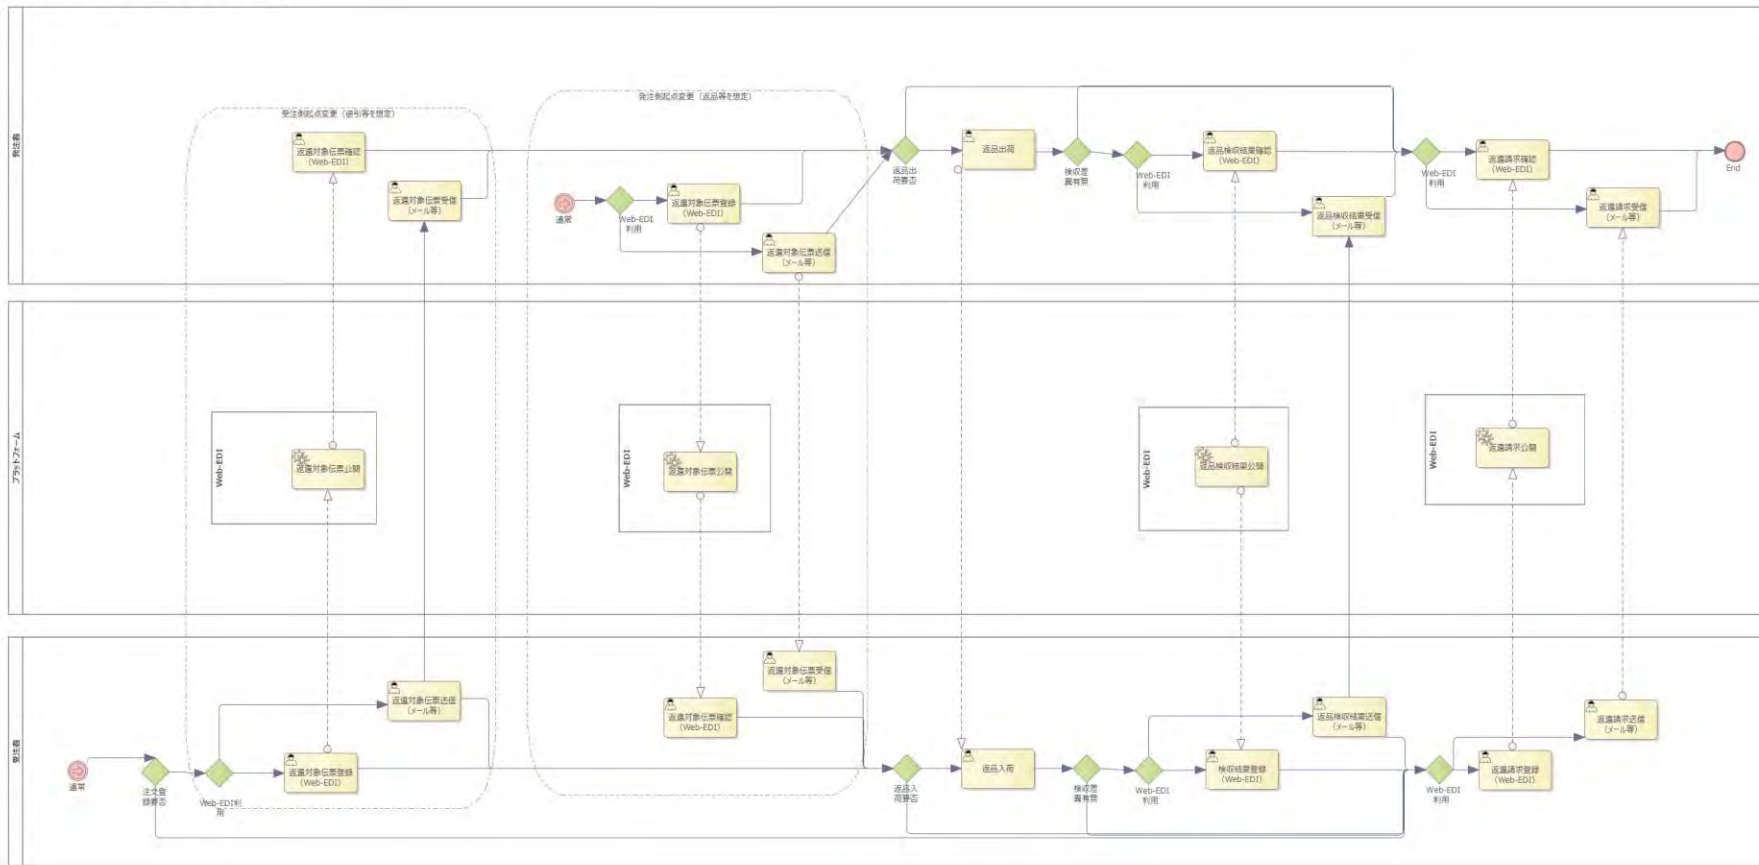 発注者
受注側起点変更（値引等を想定）
返還対象伝票確認
(Web-EDI)
返還対象伝票受信
(メール等)
発注側起点変更（返品等を想定）
通常
Web-EDI
利用
返還対象伝票登録
(Web-EDI)
返還対象伝票送信
(メール等)
返品出
荷要否
返品出荷
検収差
異有無
Web-EDI
利用
返品検収結果確認
(Web-EDI)
返品検収結果受信
(メール等)
Web-EDI
利用
返還請求確認
(Web-EDI)
返還請求受信
(メール等)
End
プラットフォーム
Web-EDI
返還対象伝票公開
Web-EDI
返還対象伝票公開
Web-EDI
返品検収結果公開
Web-EDI
返還請求公開
受注者
通常
注文登
録要否
Web-EDI利
用
返還対象伝票送信
(メール等)
返還対象伝票登録
(Web-EDI)
返還対象伝票受信
(メール等)
返還対象伝票確認
(Web-EDI)
返品入
荷要否
返品入荷
検収差
異有無
Web-EDI
利用
返品検収結果送信
(メール等)
検収結果登録
(Web-EDI)
Web-EDI
利用
返還請求送信
(メール等)
返還請求登録
(Web-EDI)